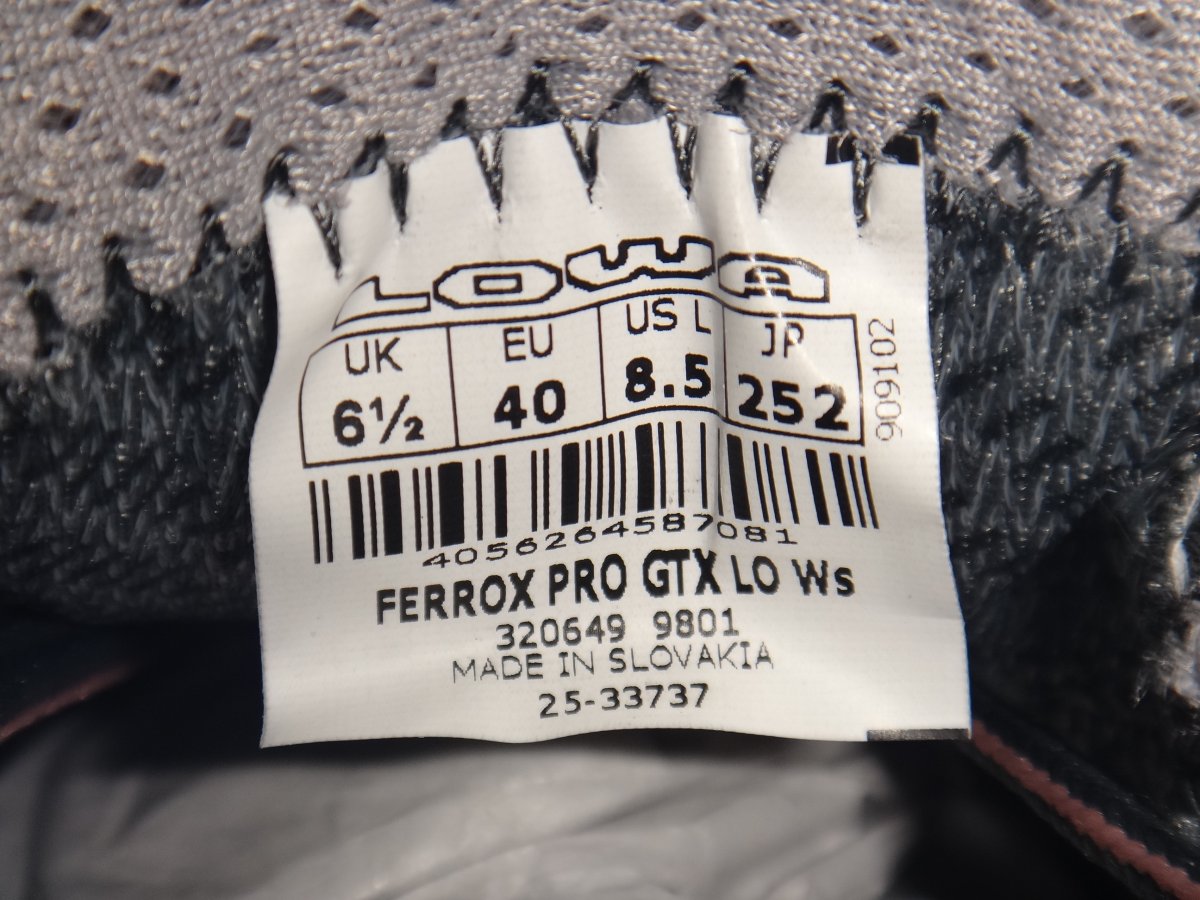 LOWA
UK EU US L JP
6½ 40 8.5 252
909102
4056264587081
FERROX PRO GTX LO Ws
320649 9801
MADE IN SLOVAKIA
25-33737